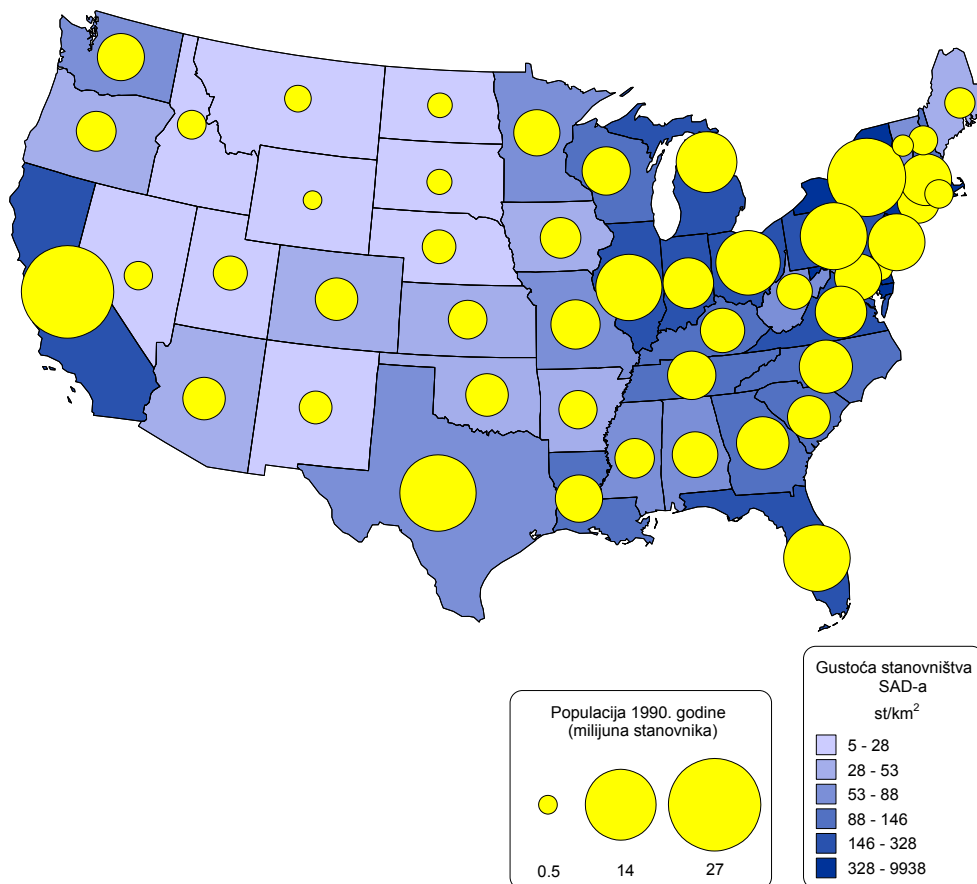 Populacija 1990. godine
(milijuna stanovnika)
0.5 14 27
Gustoća stanovništva
SAD-a
st/km²
5 - 28
28 - 53
53 - 88
88 - 146
146 - 328
328 - 9938